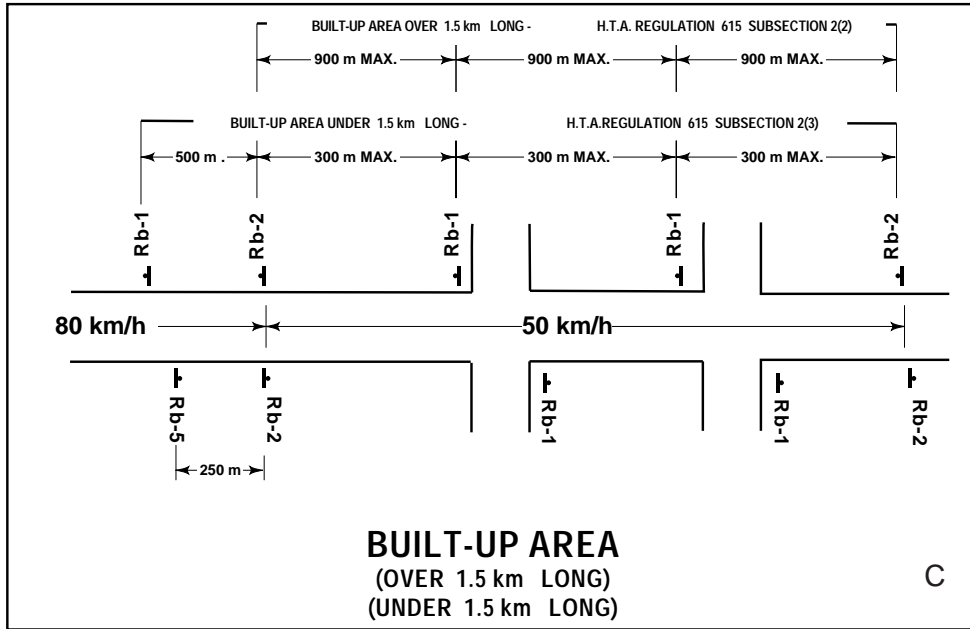 BUILT-UP AREA OVER 1.5 km LONG - H.T.A. REGULATION 615 SUBSECTION 2(2)
900 m MAX. 900 m MAX. 900 m MAX.
BUILT-UP AREA UNDER 1.5 km LONG - H.T.A.REGULATION 615 SUBSECTION 2(3)
500 m . 300 m MAX. 300 m MAX. 300 m MAX.
Rb-1 Rb-2 Rb-1 Rb-1 Rb-2
80 km/h 50 km/h
Rb-5 Rb-2 Rb-1 Rb-1 Rb-2
250 m
BUILT-UP AREA
(OVER 1.5 km LONG)
(UNDER 1.5 km LONG)
C